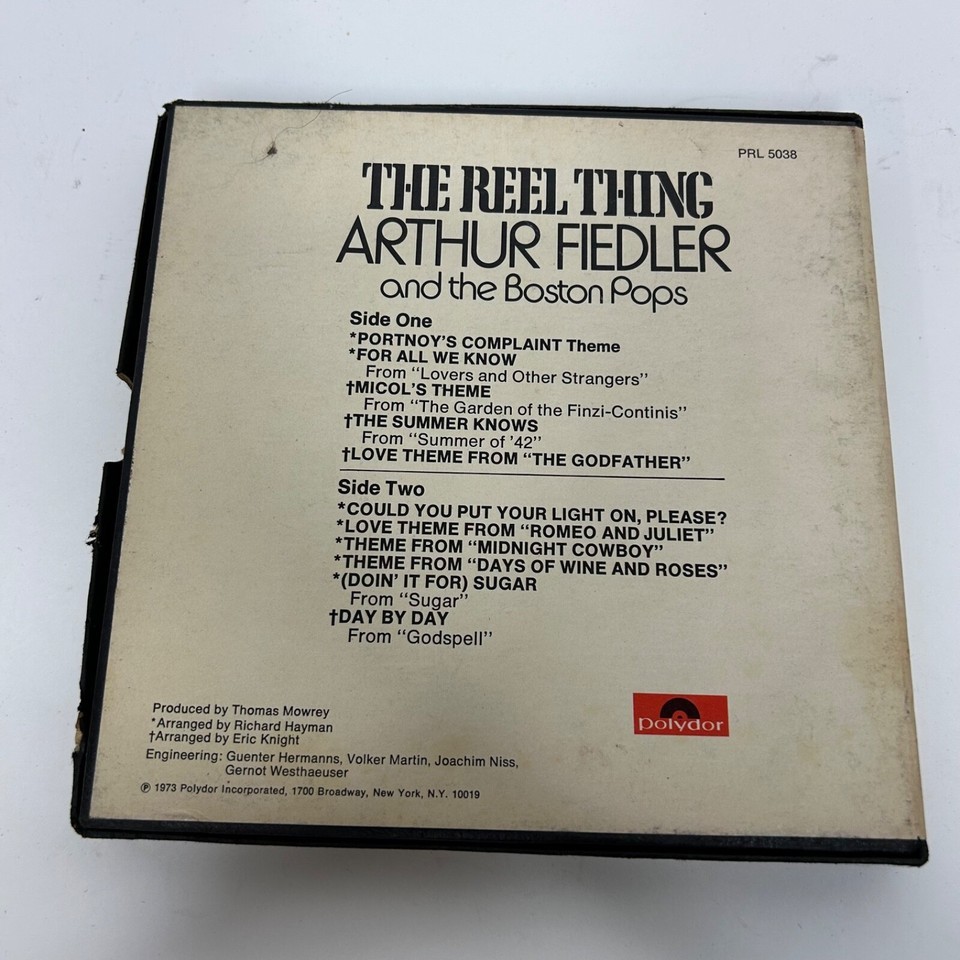 PRL 5038
THE REEL THING
ARTHUR FIEDLER
and the Boston Pops
Side One
*PORTNOY'S COMPLAINT Theme
*FOR ALL WE KNOW
From "Lovers and Other Strangers"
†MICOL'S THEME
From "The Garden of the Finzi-Continis"
†THE SUMMER KNOWS
From "Summer of '42"
†LOVE THEME FROM "THE GODFATHER"
Side Two
*COULD YOU PUT YOUR LIGHT ON, PLEASE?
*LOVE THEME FROM "ROMEO AND JULIET"
*THEME FROM "MIDNIGHT COWBOY"
*THEME FROM "DAYS OF WINE AND ROSES"
*(DOIN' IT FOR) SUGAR
From "Sugar"
†DAY BY DAY
From "Godspell"
polydor
Produced by Thomas Mowrey
*Arranged by Richard Hayman
†Arranged by Eric Knight
Engineering: Guenter Hermanns, Volker Martin, Joachim Niss,
Gernot Westhaeuser
℗ 1973 Polydor Incorporated, 1700 Broadway, New York, N.Y. 10019